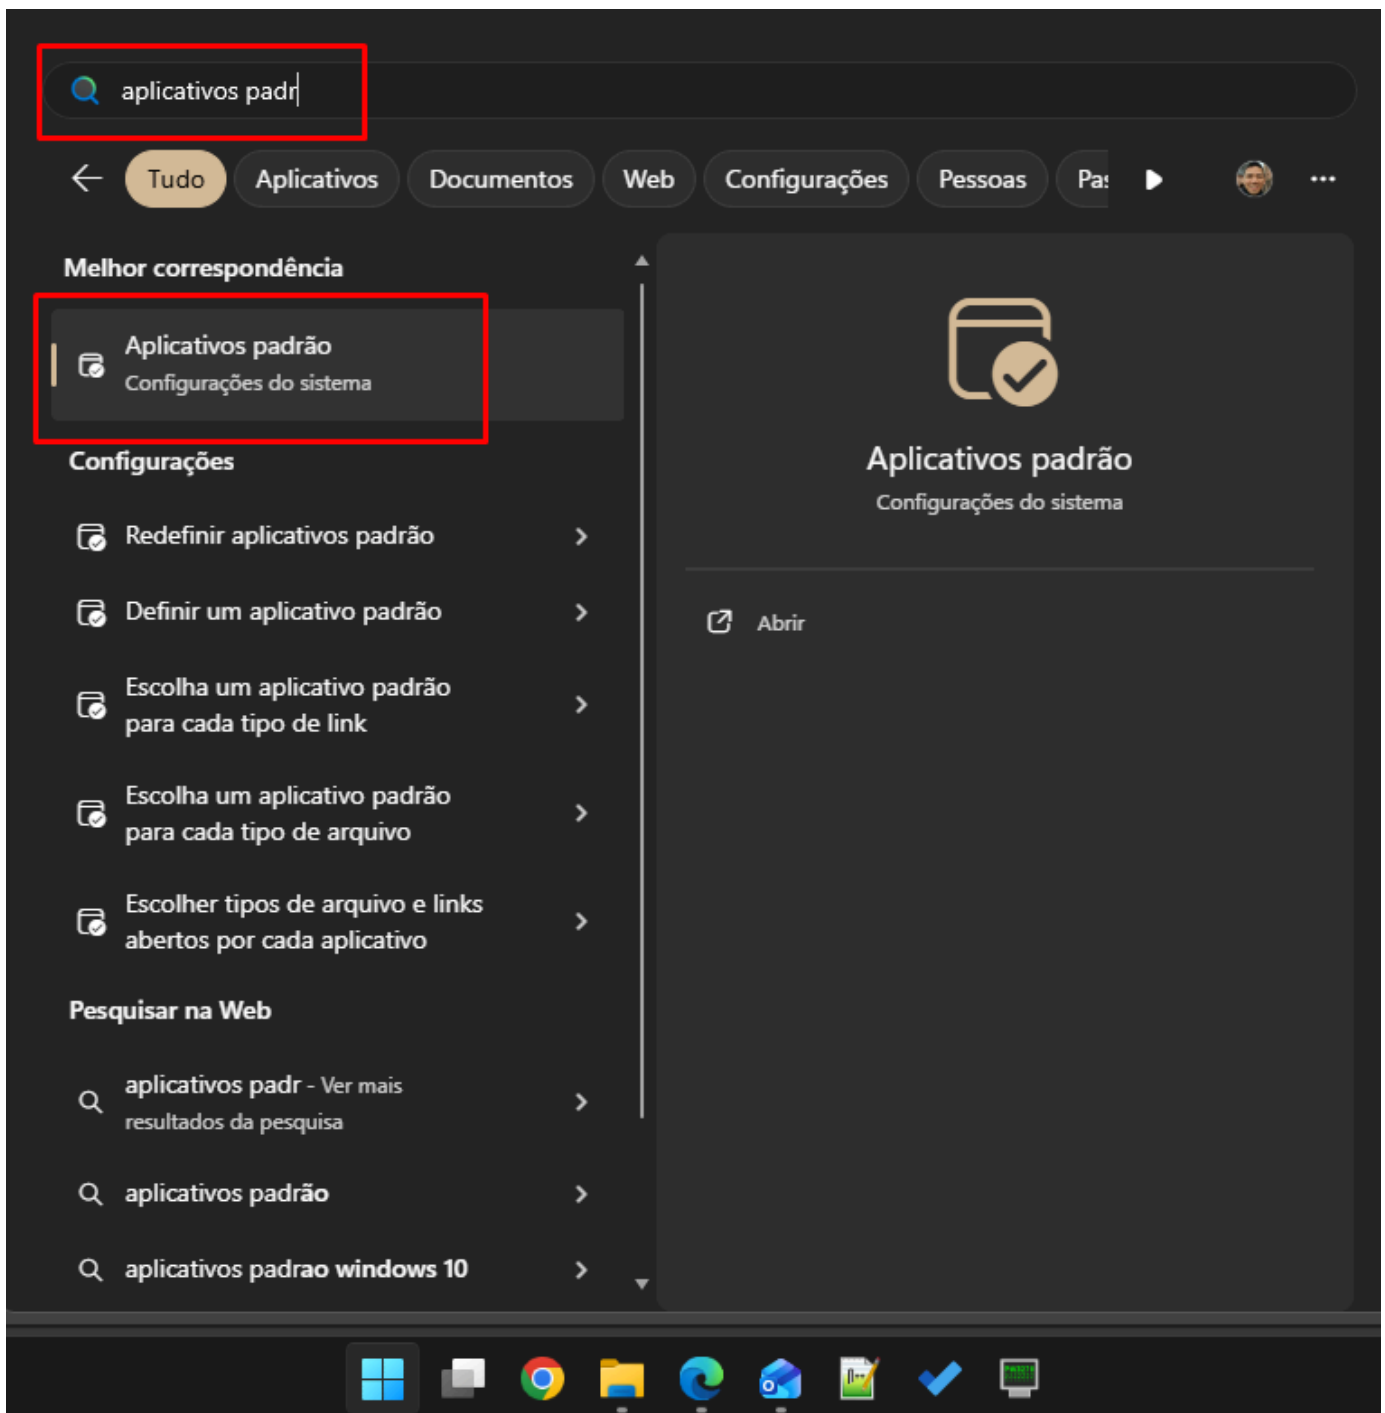 aplicativos padr
Tudo
Aplicativos
Documentos
Web
Configurações
Pessoas
Melhor correspondência
Aplicativos padrão
Configurações do sistema
Configurações
Redefinir aplicativos padrão
Definir um aplicativo padrão
Escolha um aplicativo padrão
para cada tipo de link
Escolha um aplicativo padrão
para cada tipo de arquivo
Escolher tipos de arquivo e links
abertos por cada aplicativo
Pesquisar na Web
aplicativos padr - Ver mais
resultados da pesquisa
aplicativos padrão
aplicativos padrao windows 10
Aplicativos padrão
Configurações do sistema
Abrir